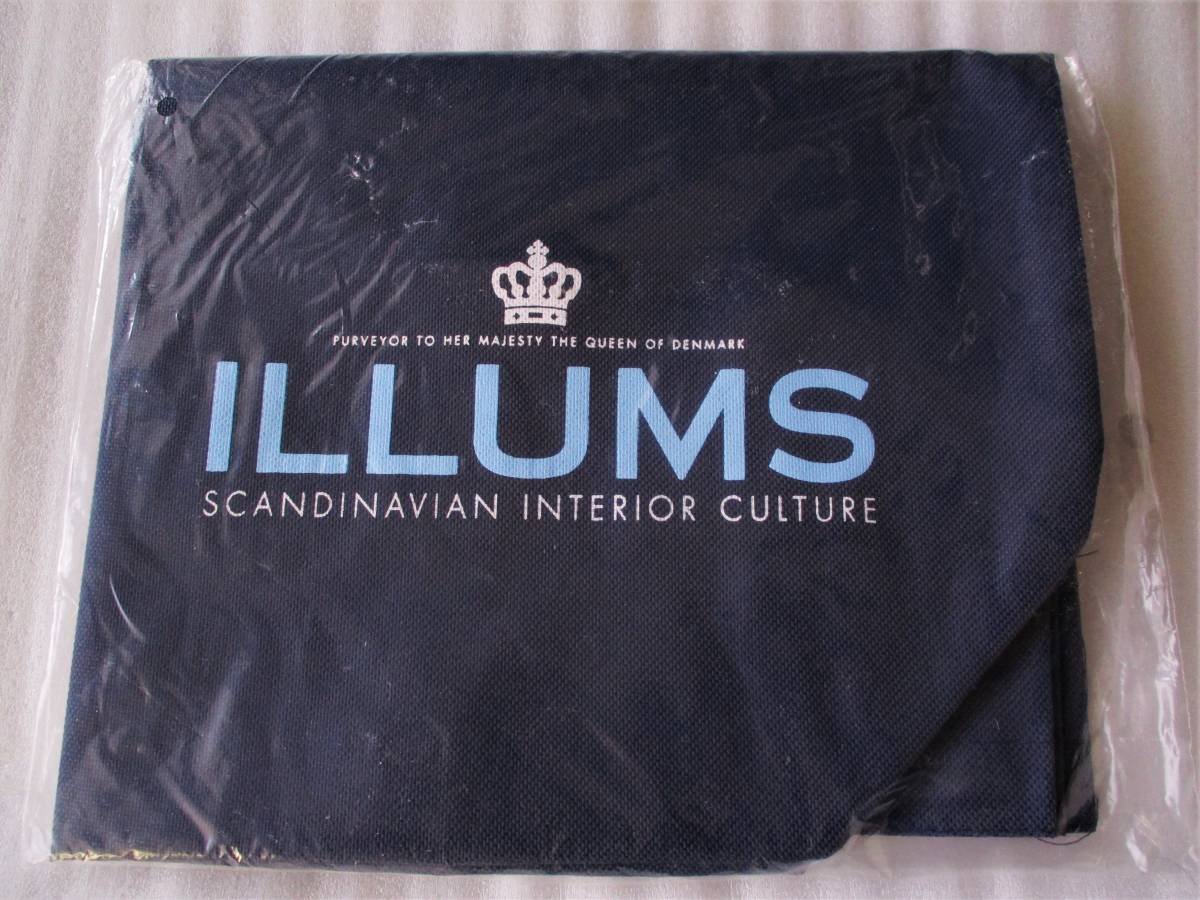 PURVEYOR TO HER MAJESTY THE QUEEN OF DENMARK
ILLUMS
SCANDINAVIAN INTERIOR CULTURE